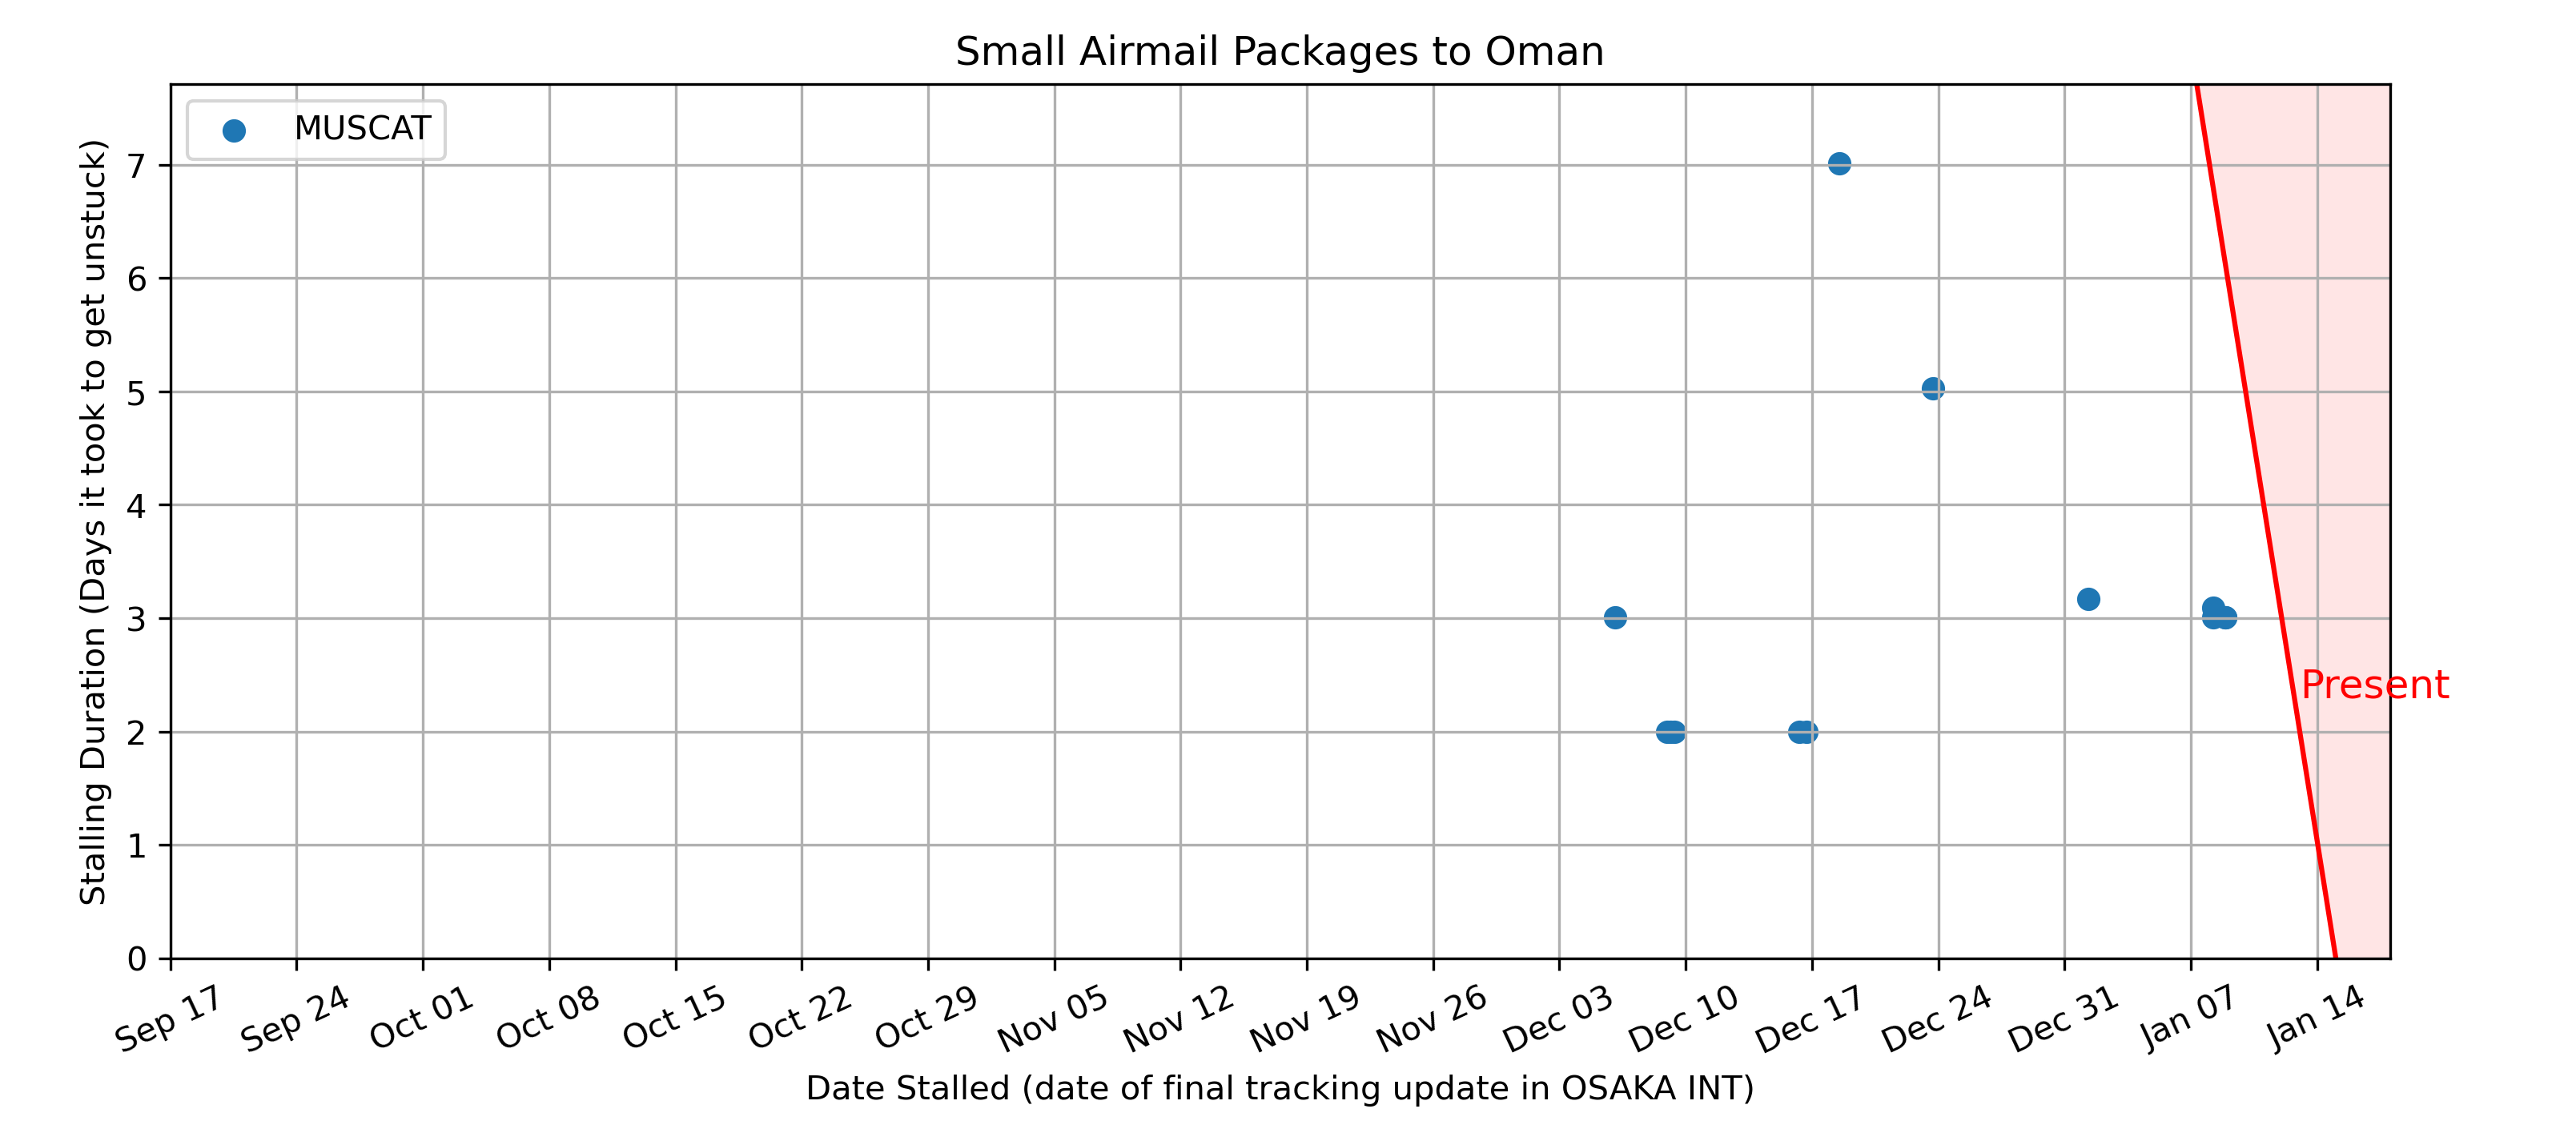 Small Airmail Packages to Oman
MUSCAT
Stalling Duration (Days it took to get unstuck)
7
6
5
4
3
2
1
0
Present
Sep 17
Sep 24
Oct 01
Oct 08
Oct 15
Oct 22
Oct 29
Nov 05
Nov 12
Nov 19
Nov 26
Dec 03
Dec 10
Dec 17
Dec 24
Dec 31
Jan 07
Jan 14
Date Stalled (date of final tracking update in OSAKA INT)